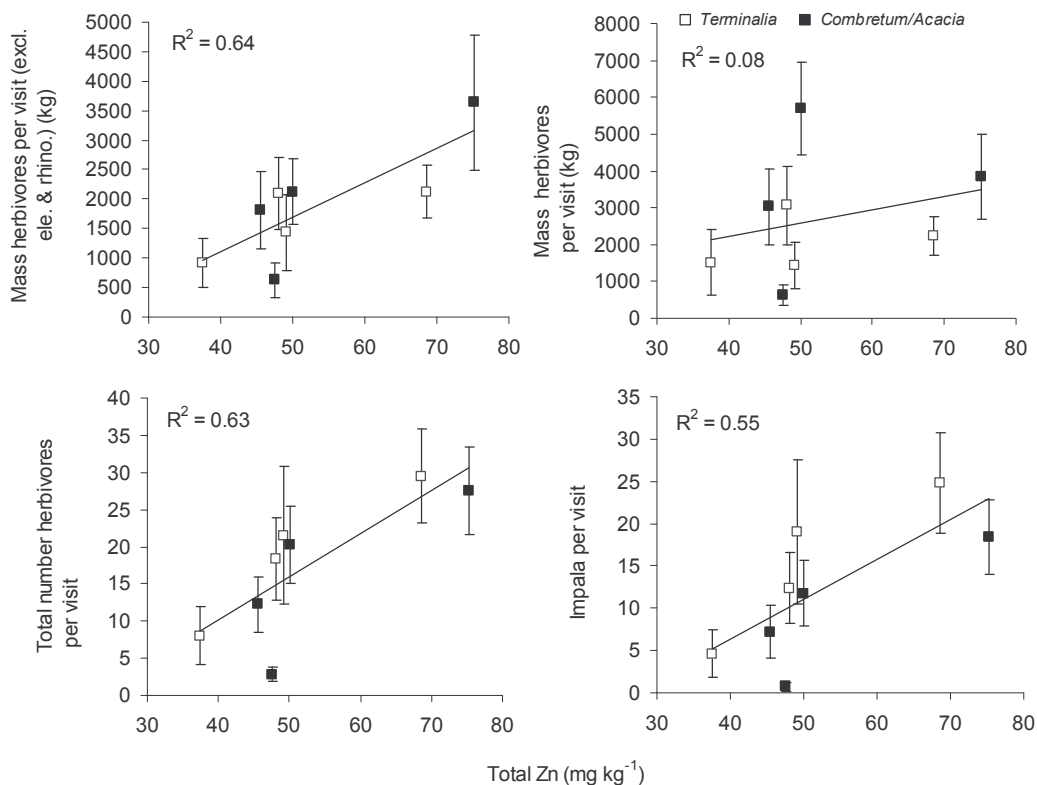 Terminalia Combretum/Acacia
Mass herbivores per visit (excl.
ele. & rhino.) (kg)
R² = 0.64
5000
4500
4000
3500
3000
2500
2000
1500
1000
500
0
30 40 50 60 70 80
Mass herbivores
per visit (kg)
R² = 0.08
8000
7000
6000
5000
4000
3000
2000
1000
0
30 40 50 60 70 80
Total number herbivores
per visit
R² = 0.63
40
35
30
25
20
15
10
5
0
30 40 50 60 70 80
Impala per visit
R² = 0.55
35
30
25
20
15
10
5
0
30 40 50 60 70 80
Total Zn (mg kg⁻¹)